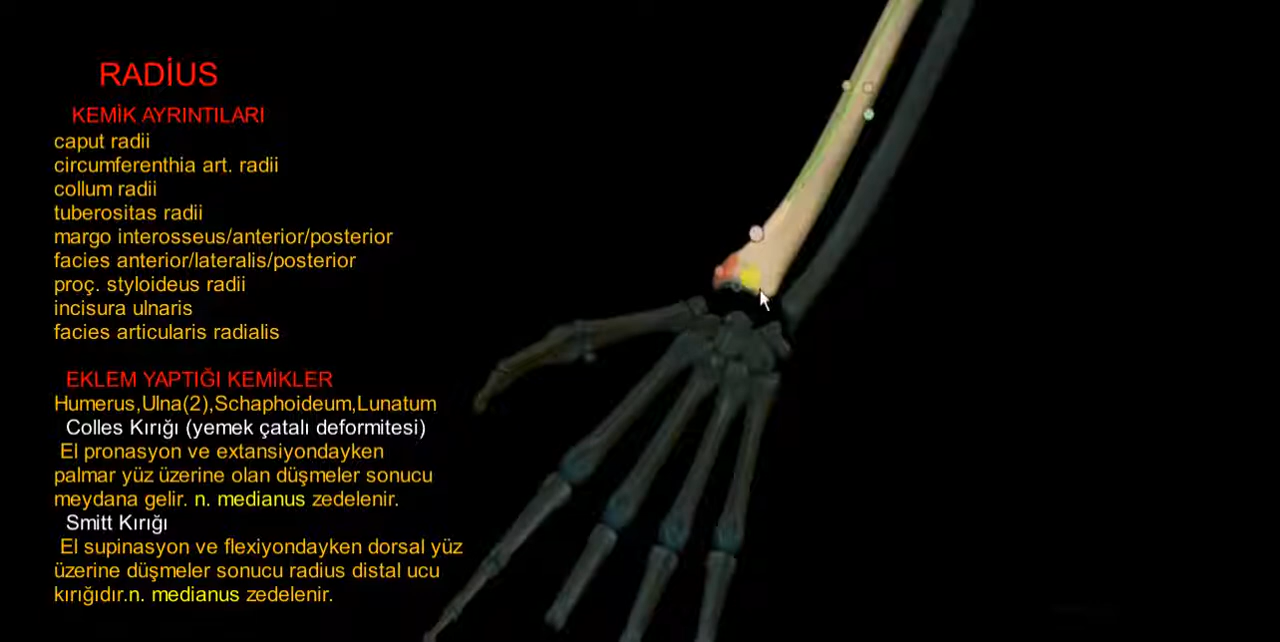 RADİUS
KEMİK AYRINTILARI
caput radii
circumferenthia art. radii
collum radii
tuberositas radii
margo interosseus/anterior/posterior
facies anterior/lateralis/posterior
proç. styloideus radii
incisura ulnaris
facies articularis radialis
EKLEM YAPTIĞI KEMİKLER
Humerus,Ulna(2),Schaphoideum,Lunatum
Colles Kırığı (yemek çatalı deformitesi)
El pronasyon ve extansiyondayken
palmar yüz üzerine olan düşmeler sonucu
meydana gelir. n. medianus zedelenir.
Smitt Kırığı
El supinasyon ve flexiyondayken dorsal yüz
üzerine düşmeler sonucu radius distal ucu
kırığıdır.n. medianus zedelenir.